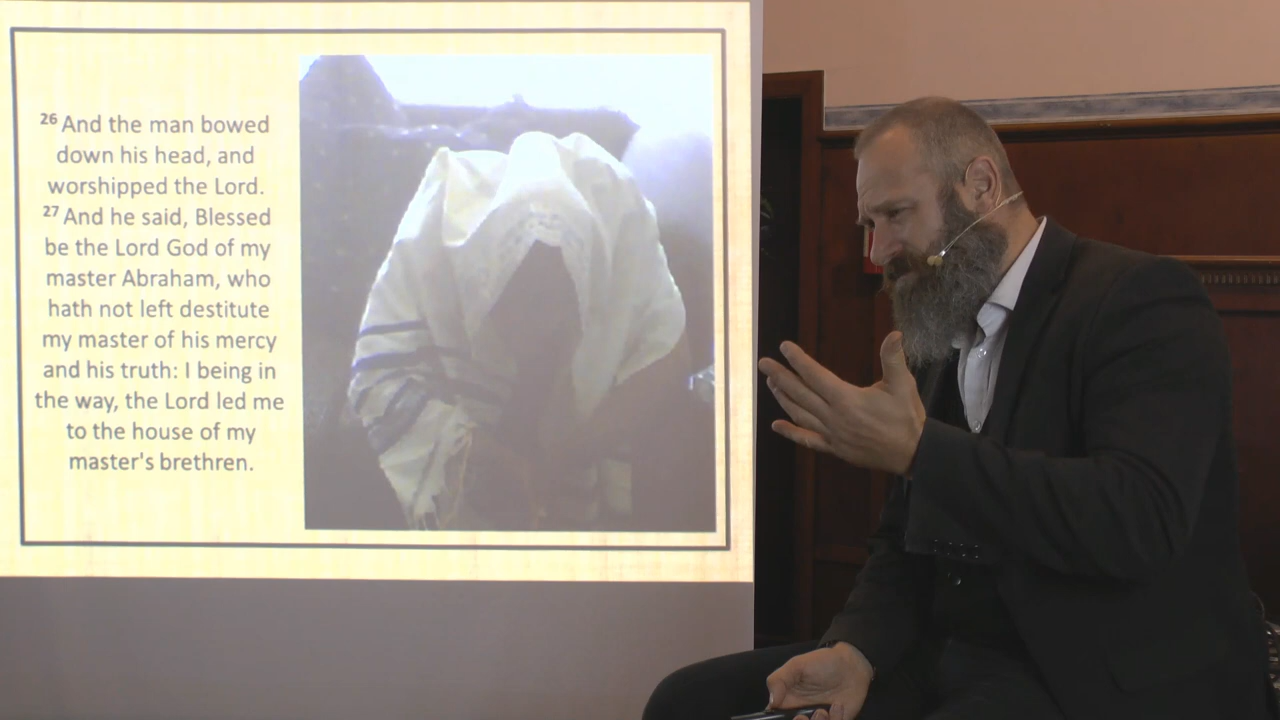 26 And the man bowed
down his head, and
worshipped the Lord.
27 And he said, Blessed
be the Lord God of my
master Abraham, who
hath not left destitute
my master of his mercy
and his truth: I being in
the way, the Lord led me
to the house of my
master's brethren.